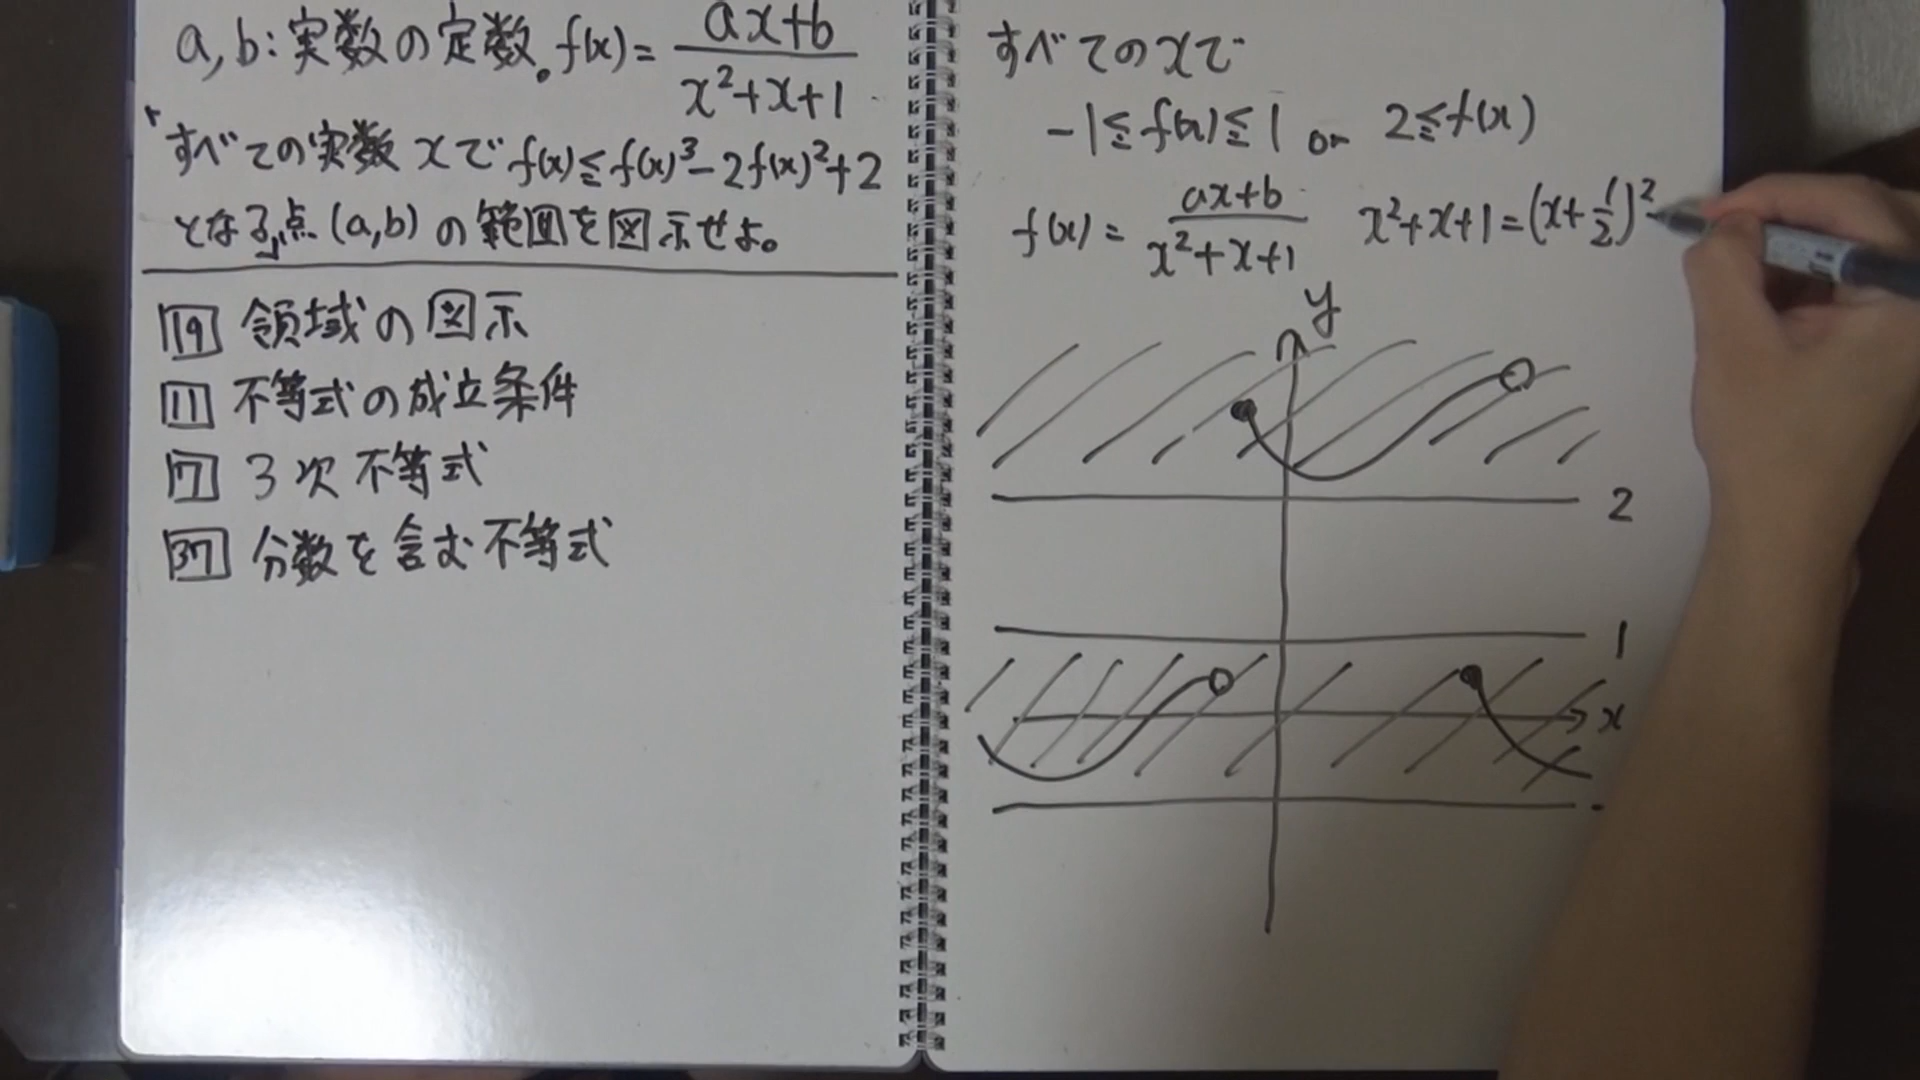 a,b:実数の定数。f(x)= ax+b / x²+x+1
「すべての実数 xで f(x)≦f(x)³-2f(x)²+2
となる」点(a,b)の範囲を図示せよ。
19 領域の図示
11 不等式の成立条件
7 3次不等式
37 分数を含む不等式
すべてのxで
-1≦f(x)≦1 or 2≦f(x)
f(x)= ax+b / x²+x+1 x²+x+1=(x+1/2)²
y
2
1
x